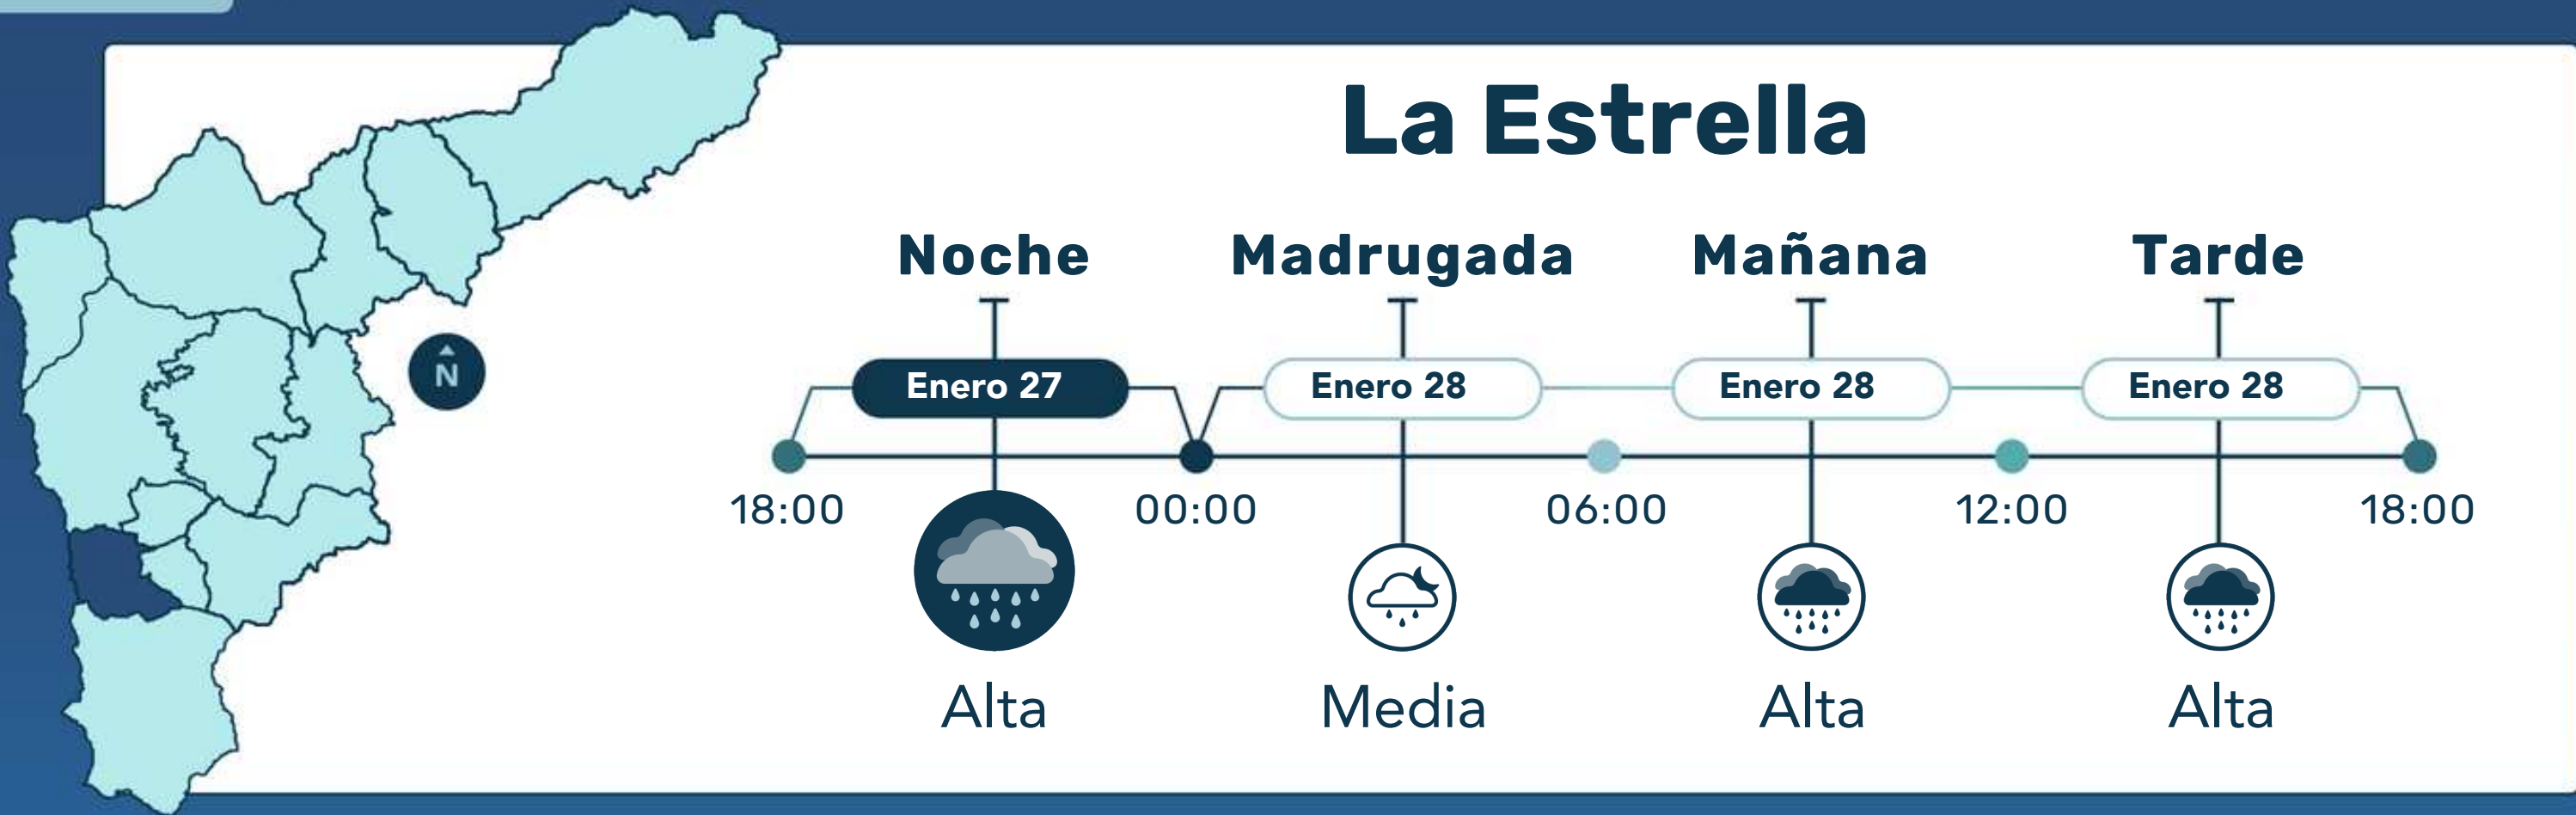 La Estrella
Noche Madrugada Mañana Tarde
Enero 27 Enero 28 Enero 28 Enero 28
N
18:00 00:00 06:00 12:00 18:00
Alta Media Alta Alta